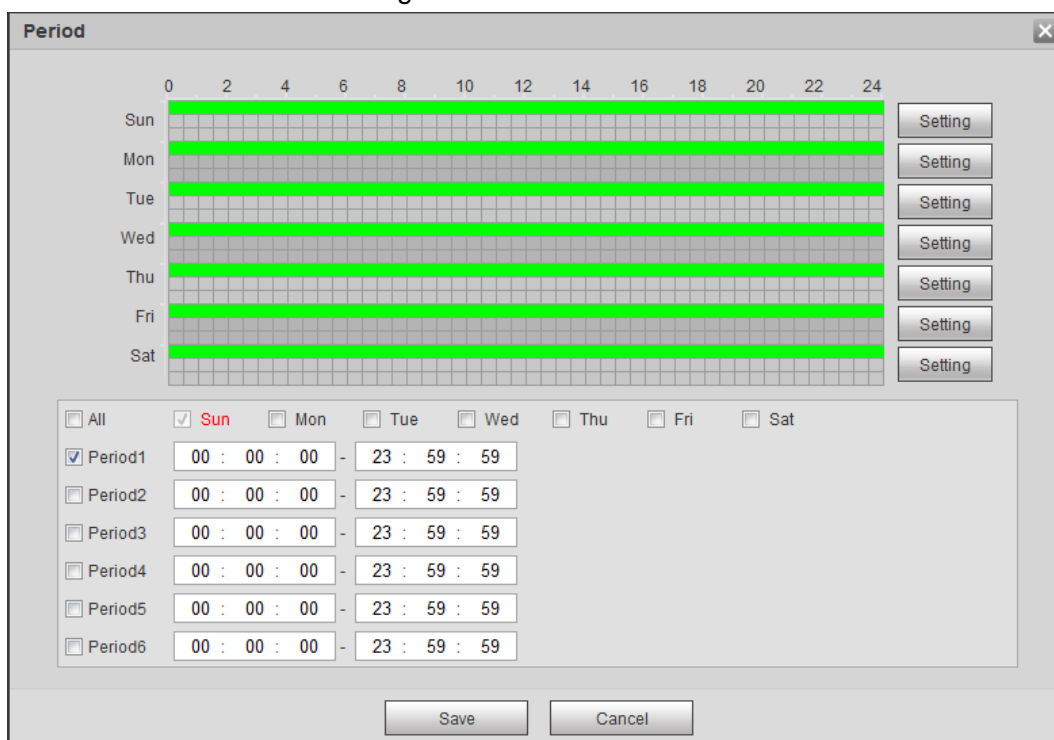 Period
0 2 4 6 8 10 12 14 16 18 20 22 24
Sun Setting
Mon Setting
Tue Setting
Wed Setting
Thu Setting
Fri Setting
Sat Setting
All Sun Mon Tue Wed Thu Fri Sat
Period1 00 : 00 : 00 - 23 : 59 : 59
Period2 00 : 00 : 00 - 23 : 59 : 59
Period3 00 : 00 : 00 - 23 : 59 : 59
Period4 00 : 00 : 00 - 23 : 59 : 59
Period5 00 : 00 : 00 - 23 : 59 : 59
Period6 00 : 00 : 00 - 23 : 59 : 59
Save Cancel